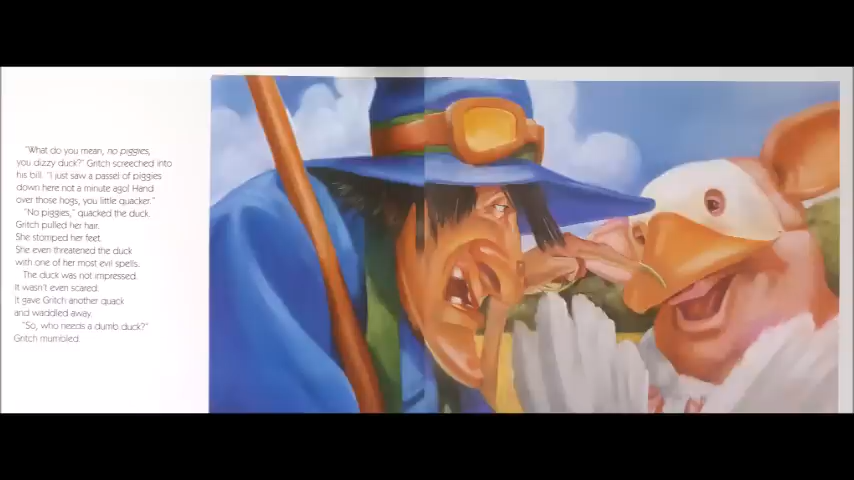 "What do you mean, no piggies,
you dizzy duck?" Gritch screeched into
his bill. "I just saw a passel of piggies
down here not a minute ago! Hand
over those hogs, you little quacker."
"No piggies," quacked the duck.
Gritch pulled her hair.
She stomped her feet.
She even threatened the duck
with one of her most evil spells.
The duck was not impressed.
It wasn't even scared.
It gave Gritch another quack
and waddled away.
"So, who needs a dumb duck?"
Gritch mumbled.